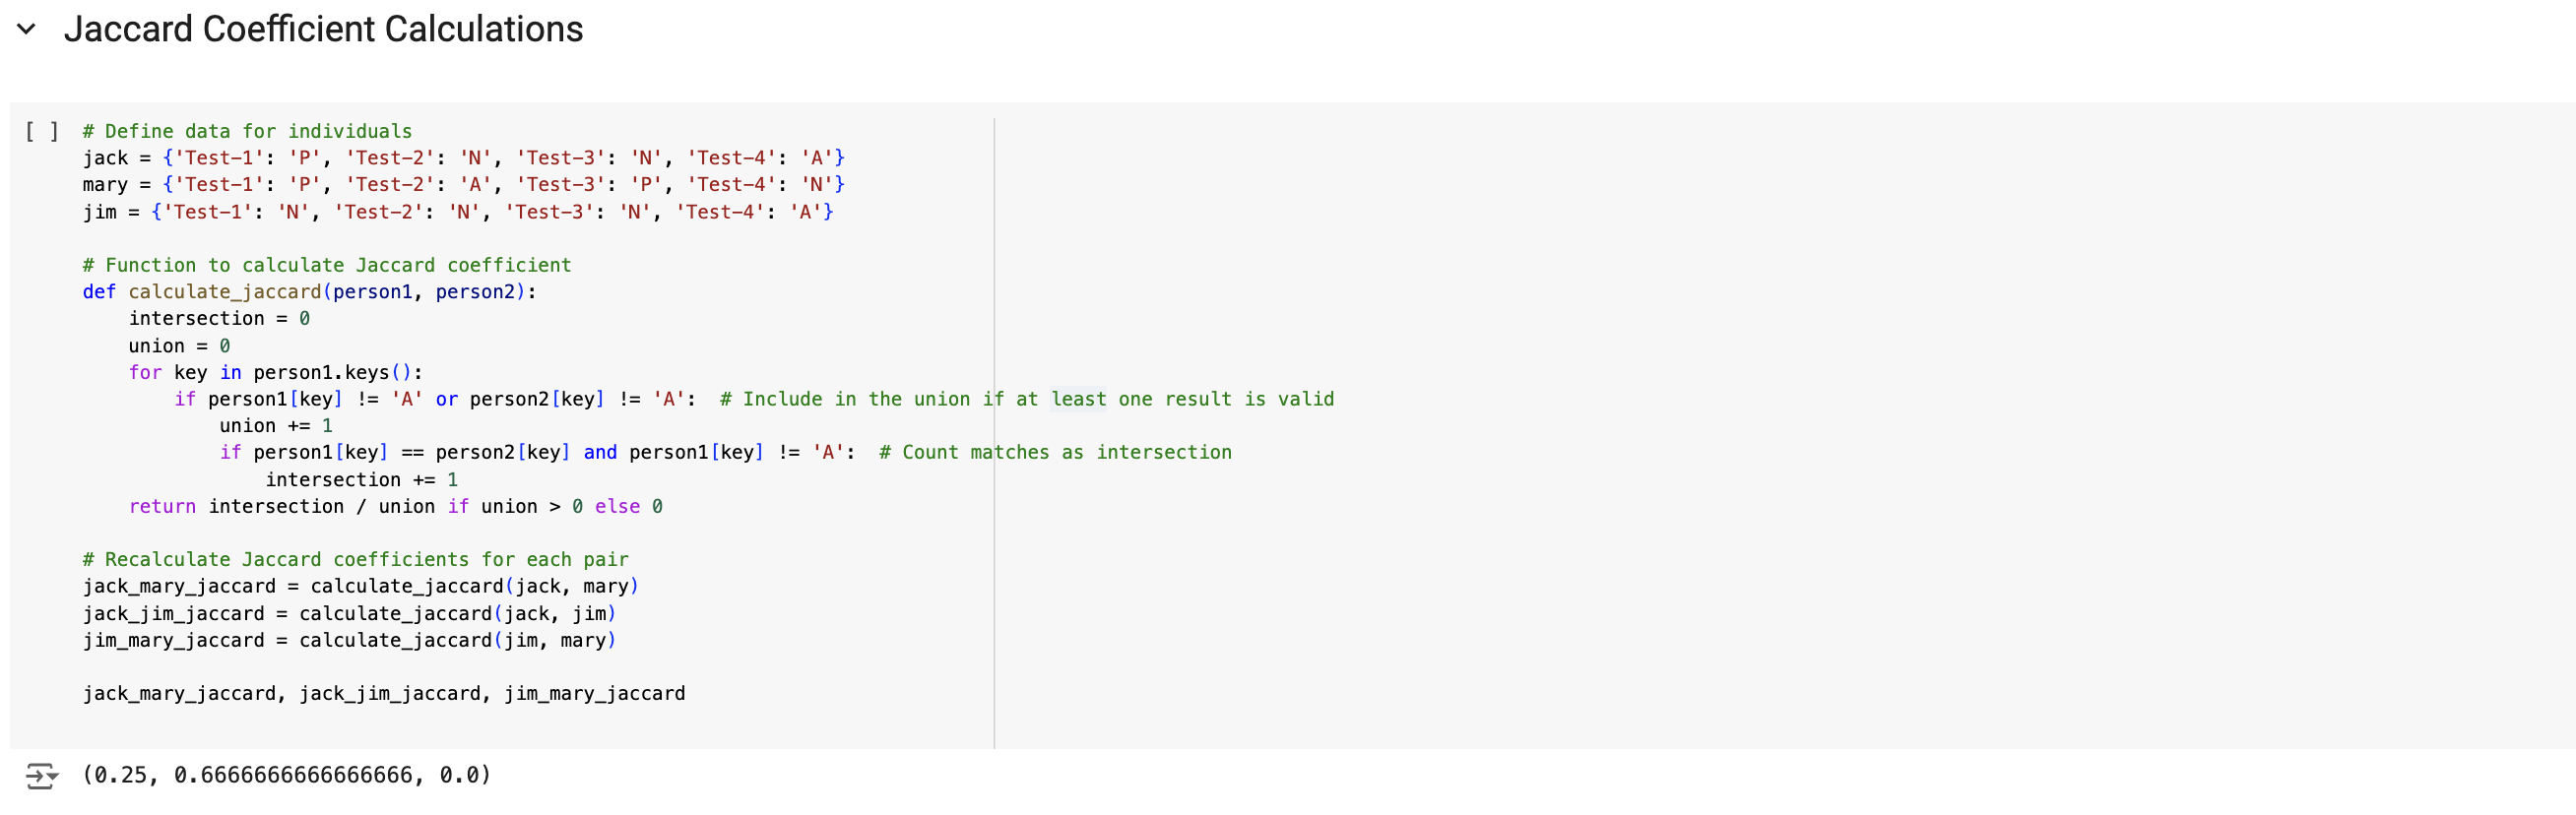 Jaccard Coefficient Calculations
[ ] # Define data for individuals
jack = {'Test-1': 'P', 'Test-2': 'N', 'Test-3': 'N', 'Test-4': 'A'}
mary = {'Test-1': 'P', 'Test-2': 'A', 'Test-3': 'P', 'Test-4': 'N'}
jim = {'Test-1': 'N', 'Test-2': 'N', 'Test-3': 'N', 'Test-4': 'A'}
# Function to calculate Jaccard coefficient
def calculate_jaccard(person1, person2):
    intersection = 0
    union = 0
    for key in person1.keys():
        if person1[key] != 'A' or person2[key] != 'A':  # Include in the union if at least one result is valid
            union += 1
            if person1[key] == person2[key] and person1[key] != 'A':  # Count matches as intersection
                intersection += 1
    return intersection / union if union > 0 else 0
# Recalculate Jaccard coefficients for each pair
jack_mary_jaccard = calculate_jaccard(jack, mary)
jack_jim_jaccard = calculate_jaccard(jack, jim)
jim_mary_jaccard = calculate_jaccard(jim, mary)
jack_mary_jaccard, jack_jim_jaccard, jim_mary_jaccard
(0.25, 0.6666666666666666, 0.0)